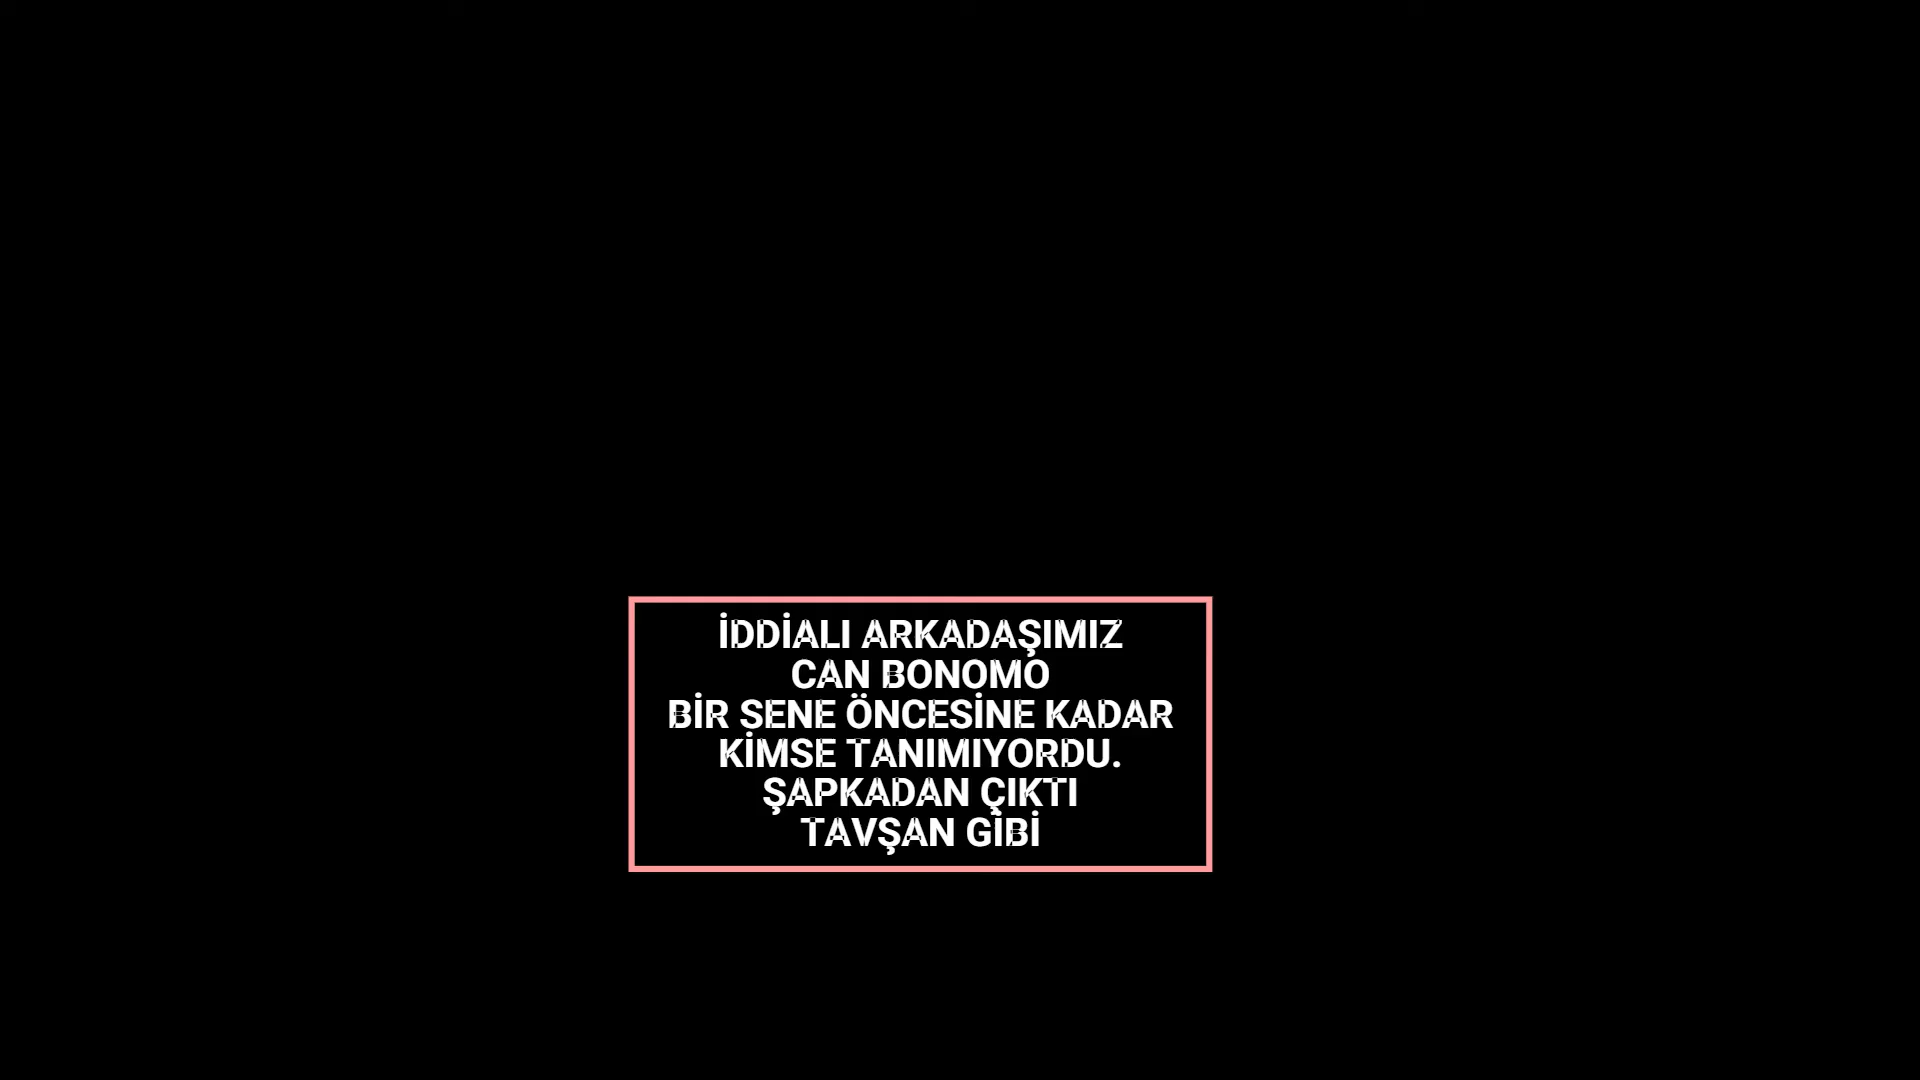 İDDİALI ARKADAŞIMIZ
CAN BONOMO
BİR SENE ÖNCESİNE KADAR
KİMSE TANIMIYORDU.
ŞAPKADAN ÇIKTI
TAVŞAN GİBİ